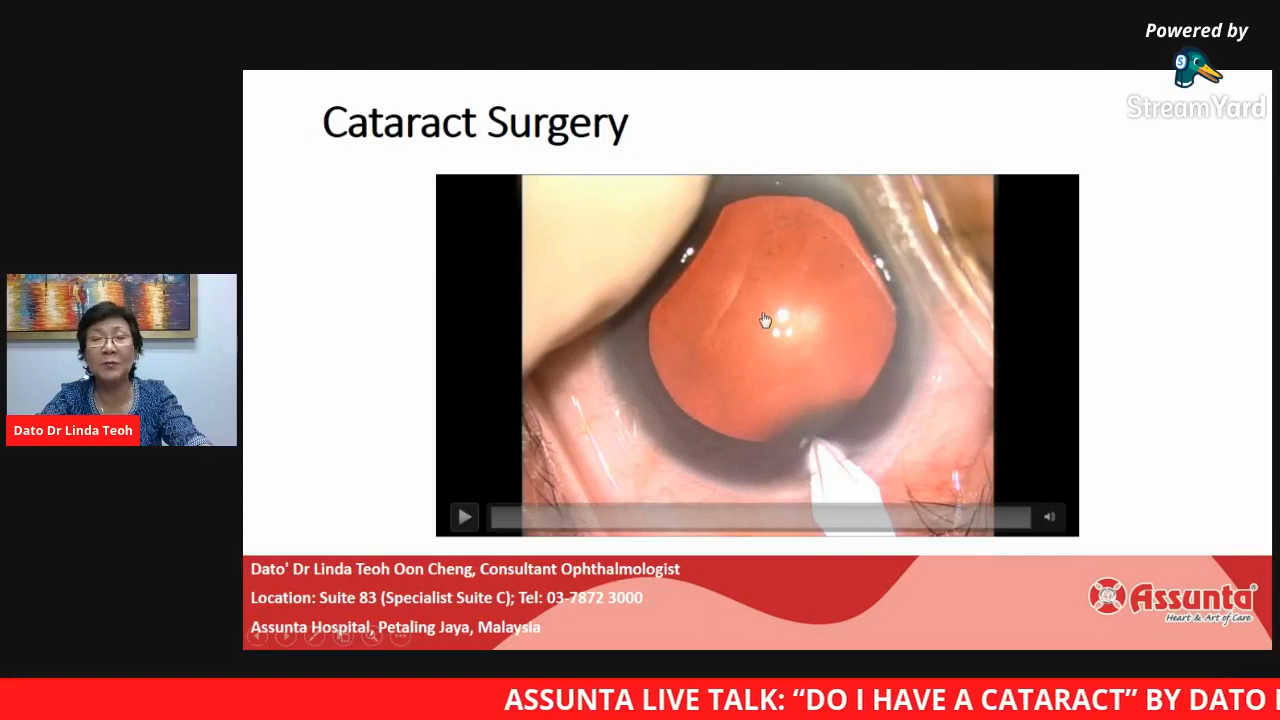 Powered by
S
StreamYard
Cataract Surgery
Dato Dr Linda Teoh
Dato' Dr Linda Teoh Oon Cheng, Consultant Ophthalmologist
Location: Suite 83 (Specialist Suite C); Tel: 03-7872 3000
Assunta Hospital, Petaling Jaya, Malaysia
Assunta®
Heart & Art of Care
ASSUNTA LIVE TALK: “DO I HAVE A CATARACT” BY DATO